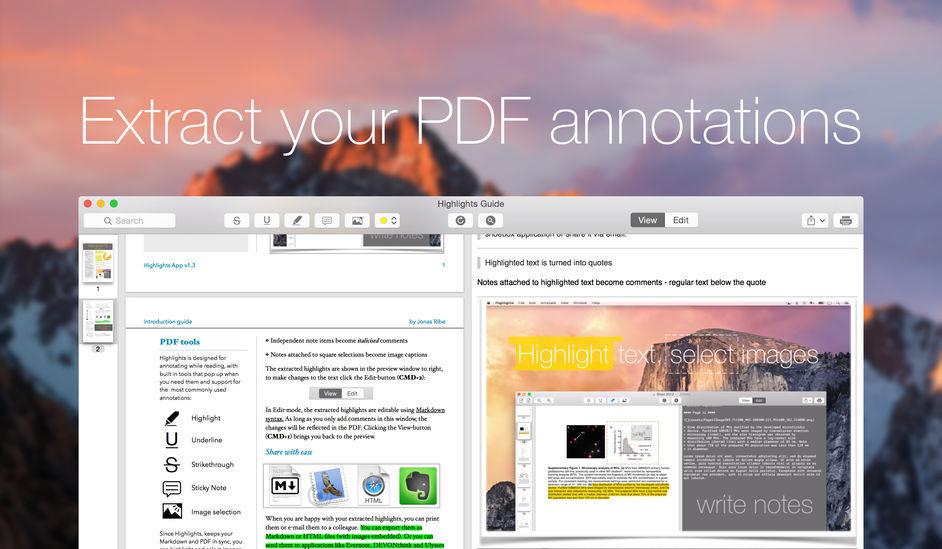 Extract your PDF annotations
Highlights Guide
Search
View Edit
1
2
write notes
Highlights App v1.3
1
Introduction guide
by Jonas Ribe
PDF tools
Highlights is designed for
annotating while reading, with
built in tools that pop up when
you need them and support for
the most commonly used
annotations:
Highlight
Underline
Strikethrough
Sticky Note
Image selection
Since Highlights, keeps your
Markdown and PDF in sync, you
Independent note items become italicised comments
Notes attached to square selections become image captions
The extracted highlights are shown in the preview window to right,
to make changes to the text click the Edit-button (CMD+2):
View Edit
In Edit-mode, the extracted highlights are editable using Markdown
syntax. As long as you only add comments in this window, the
changes will be reflected in the PDF. Clicking the View-button
(CMD+1) brings you back to the preview.
Share with ease
M
HTML
When you are happy with your extracted highlights, you can print
them or e-mail them to a colleague. You can export them as
Markdown or HTML files (with images embedded). Or you can
send them to applications like Evernote, DEVONthink and Ulysses
shoebox application or share it via email.
Highlighted text is turned into quotes
Notes attached to highlighted text become comments - regular text below the quote
Highlight text, select images
View Edit
write notes